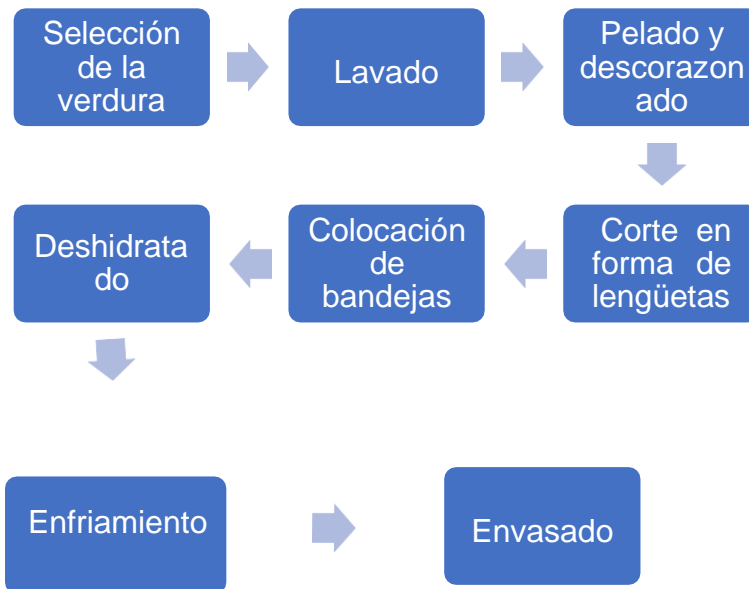 Selección
de la
verdura
Lavado
Pelado y
descorazon
ado
Corte en
forma de
lengüetas
Colocación
de
bandejas
Deshidrata
do
Enfriamiento
Envasado